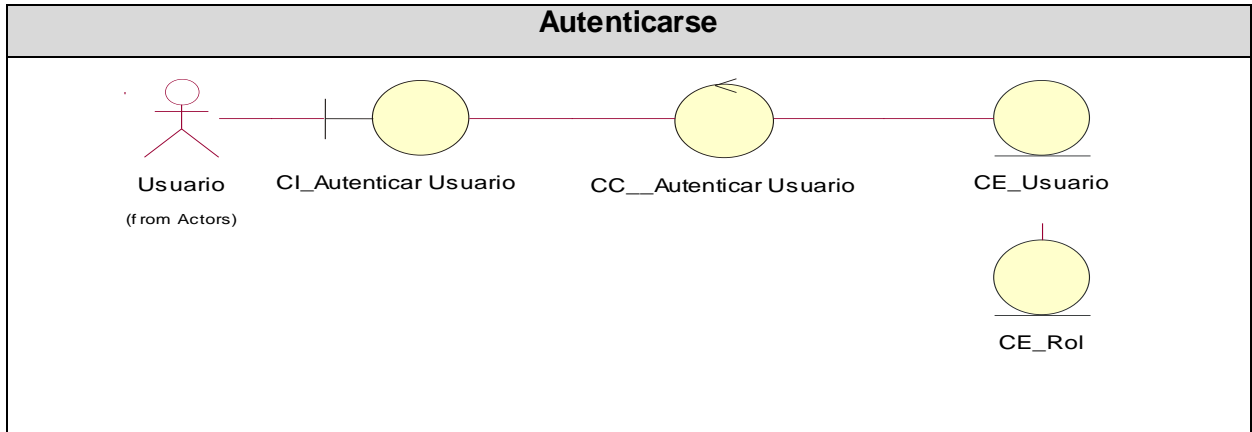 Autenticarse
Usuario
(from Actors)
CI_Autenticar Usuario
CC__Autenticar Usuario
CE_Usuario
CE_Rol